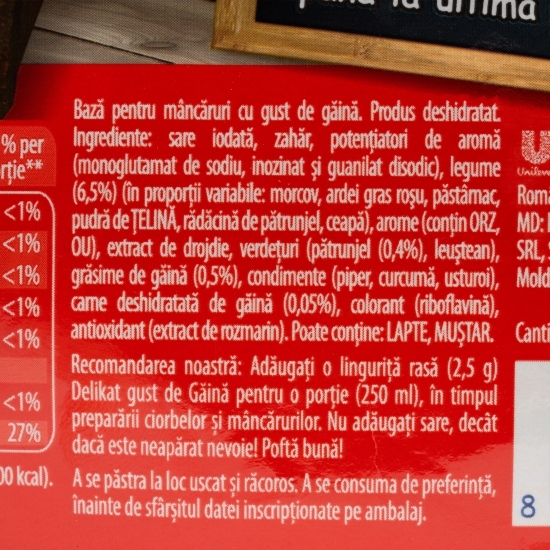 la ultima
Bază pentru mâncăruri cu gust de găină. Produs deshidratat.
Ingrediente: sare iodată, zahăr, potențiatori de aromă
(monoglutamat de sodiu, inozinat și guanilat disodic), legume
(6,5%) (în proporții variabile: morcov, ardei gras roșu, păstârnac,
pudră de ȚELINĂ, rădăcină de pătrunjel, ceapă), arome (conțin ORZ,
OU), extract de drojdie, verdețuri (pătrunjel (0,4%), leuștean),
grăsime de găină (0,5%), condimente (piper, curcumă, usturoi),
carne deshidratată de găină (0,05%), colorant (riboflavină),
antioxidant (extract de rozmarin). Poate conține: LAPTE, MUȘTAR.
Recomandarea noastră: Adăugați o linguriță rasă (2,5 g)
Delikat gust de Găină pentru o porție (250 ml), în timpul
preparării ciorbelor și mâncărurilor. Nu adăugați sare, decât
dacă este neapărat nevoie! Poftă bună!
A se păstra la loc uscat și răcoros. A se consuma de preferință,
înainte de sfârșitul datei inscripționate pe ambalaj.
% per
rție**
<1%
<1%
<1%
<1%
<1%
<1%
27%
00 kcal).
Unilever
Rom
MD:
SRL,
Mold
Canti
8